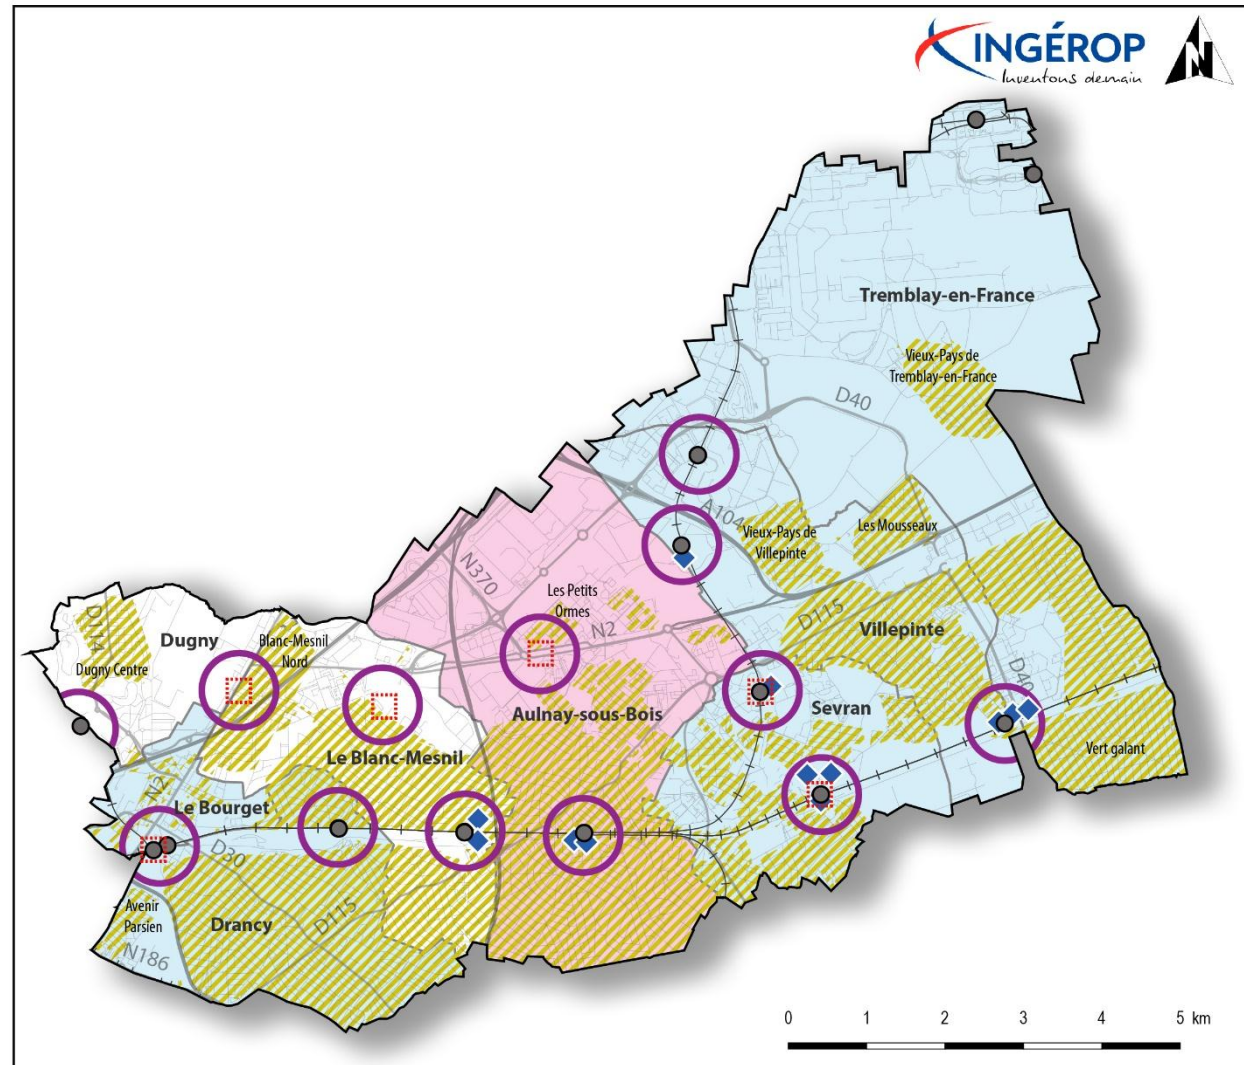 INGÉROP
Inventons demain
N
Tremblay-en-France
Vieux-Pays de
Tremblay-en-France
D40
A104
Vieux-Pays de
Villepinte
Les Mousseaux
N370
Les Petits
Ormes
N2
D115
Villepinte
D114
Dugny
Blanc-Mesnil
Nord
Dugny Centre
D40
Aulnay-sous-Bois
Sevran
Vert galant
Le Blanc-Mesnil
N2
Le Bourget
D30
Avenir
Parsien
Drancy
D115
N186
0 1 2 3 4 5 km